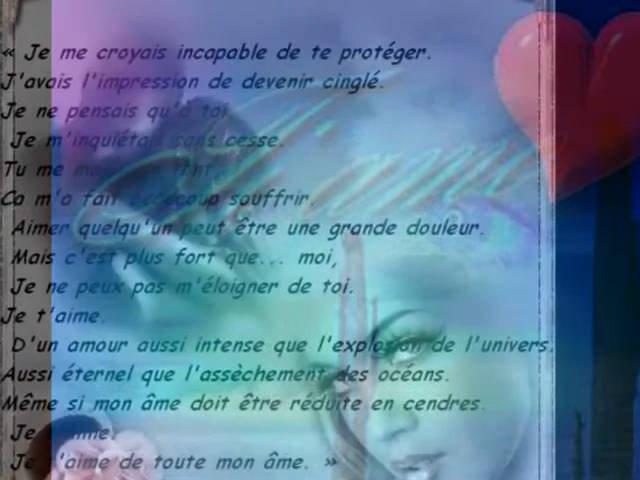 « Je me croyais incapable de te protéger.
J'avais l'impression de devenir cinglé.
Je ne pensais qu'à toi
Je m'inquiétais sans cesse.
Tu me
Ca m'a fait beaucoup souffrir.
Aimer quelqu'un peut être une grande douleur.
Mais c'est plus fort que... moi,
Je ne peux pas m'éloigner de toi.
Je t'aime.
D'un amour aussi intense que l'explosion de l'univers.
Aussi éternel que l'assèchement des océans.
Même si mon âme doit être réduite en cendres.
Je
Je t'aime de toute mon âme. »